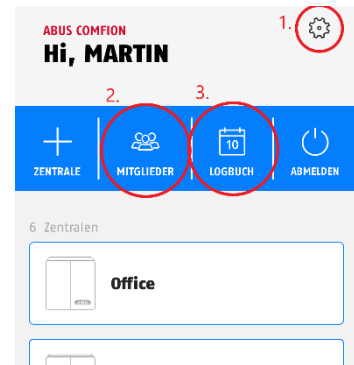 ABUS COMFION
Hi, MARTIN
1.
2.
3.
10
ZENTRALE
MITGLIEDER
LOGBUCH
ABMELDEN
6 Zentralen
Office